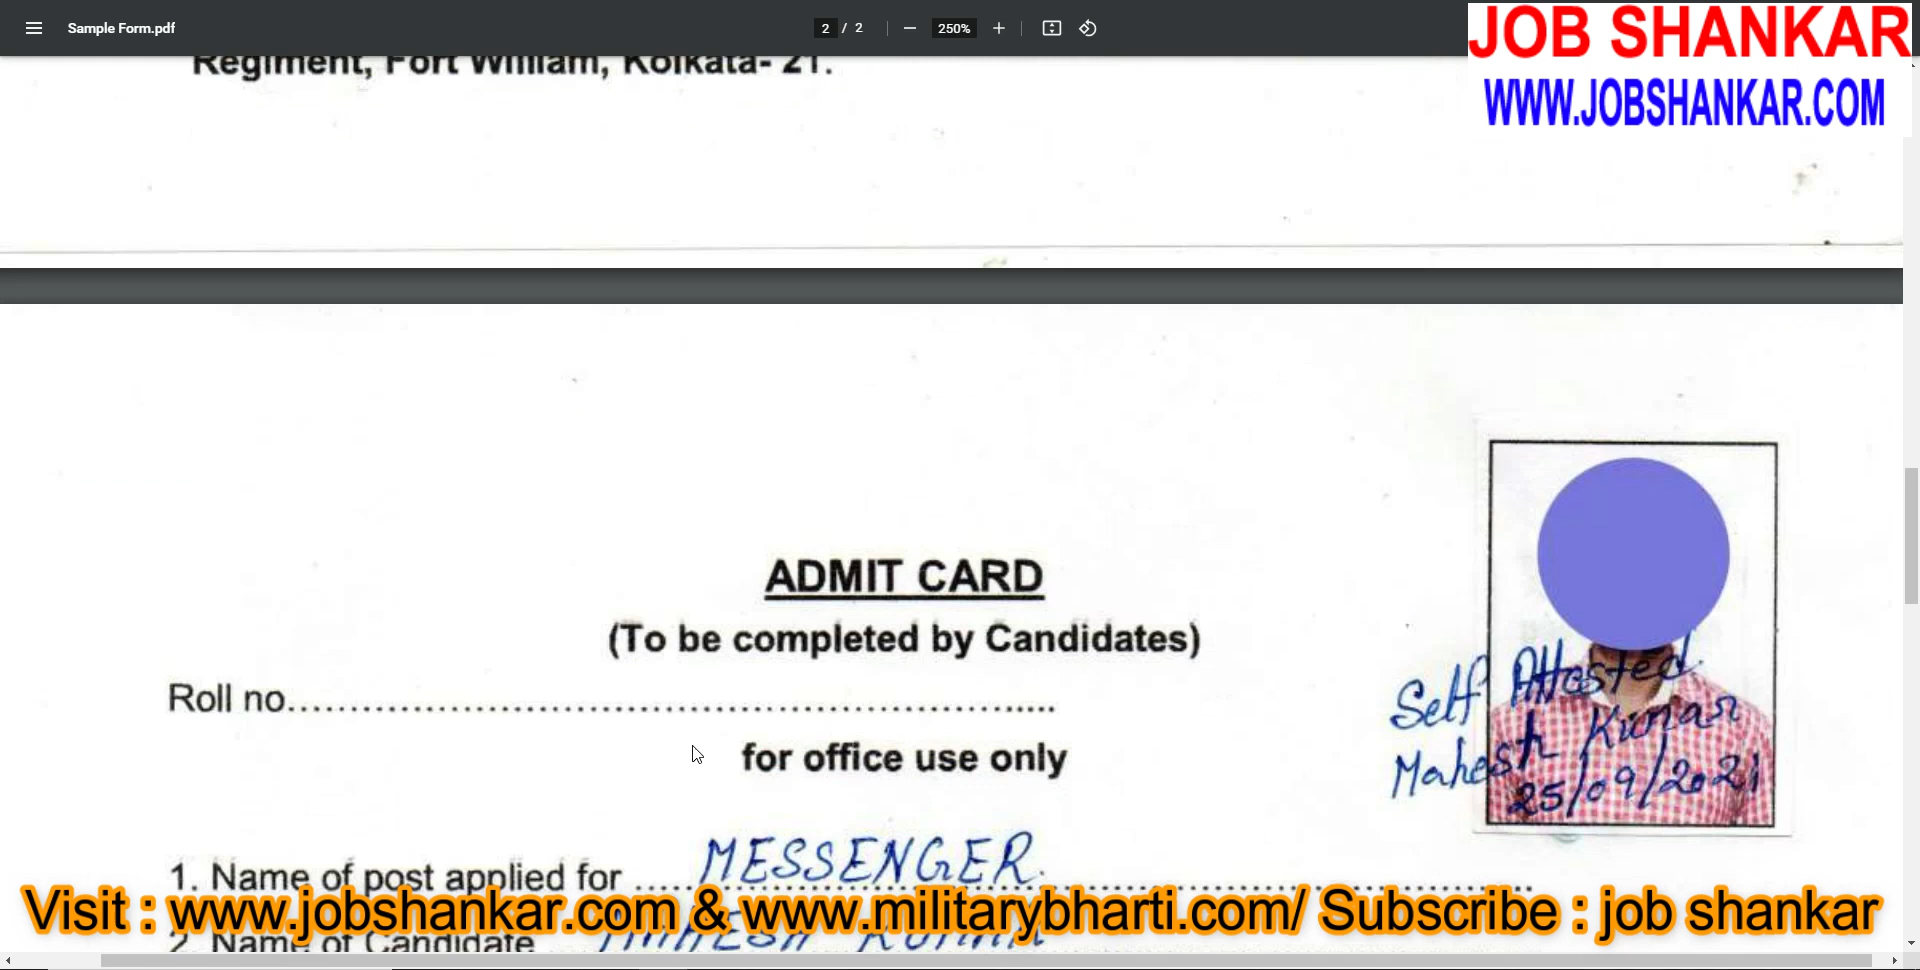 Sample Form.pdf
2 / 2
250%
JOB SHANKAR
WWW.JOBSHANKAR.COM
Regiment, Fort William, Kolkata- 21.
ADMIT CARD
(To be completed by Candidates)
Roll no.......................................................................
for office use only
Self Attested
Mahesh Kumar
25/09/2021
1. Name of post applied for ..... MESSENGER ...............................................
Visit : www.jobshankar.com & www.militarybharti.com/ Subscribe : job shankar
2. Name of Candidate ... MAHESH KUMAR